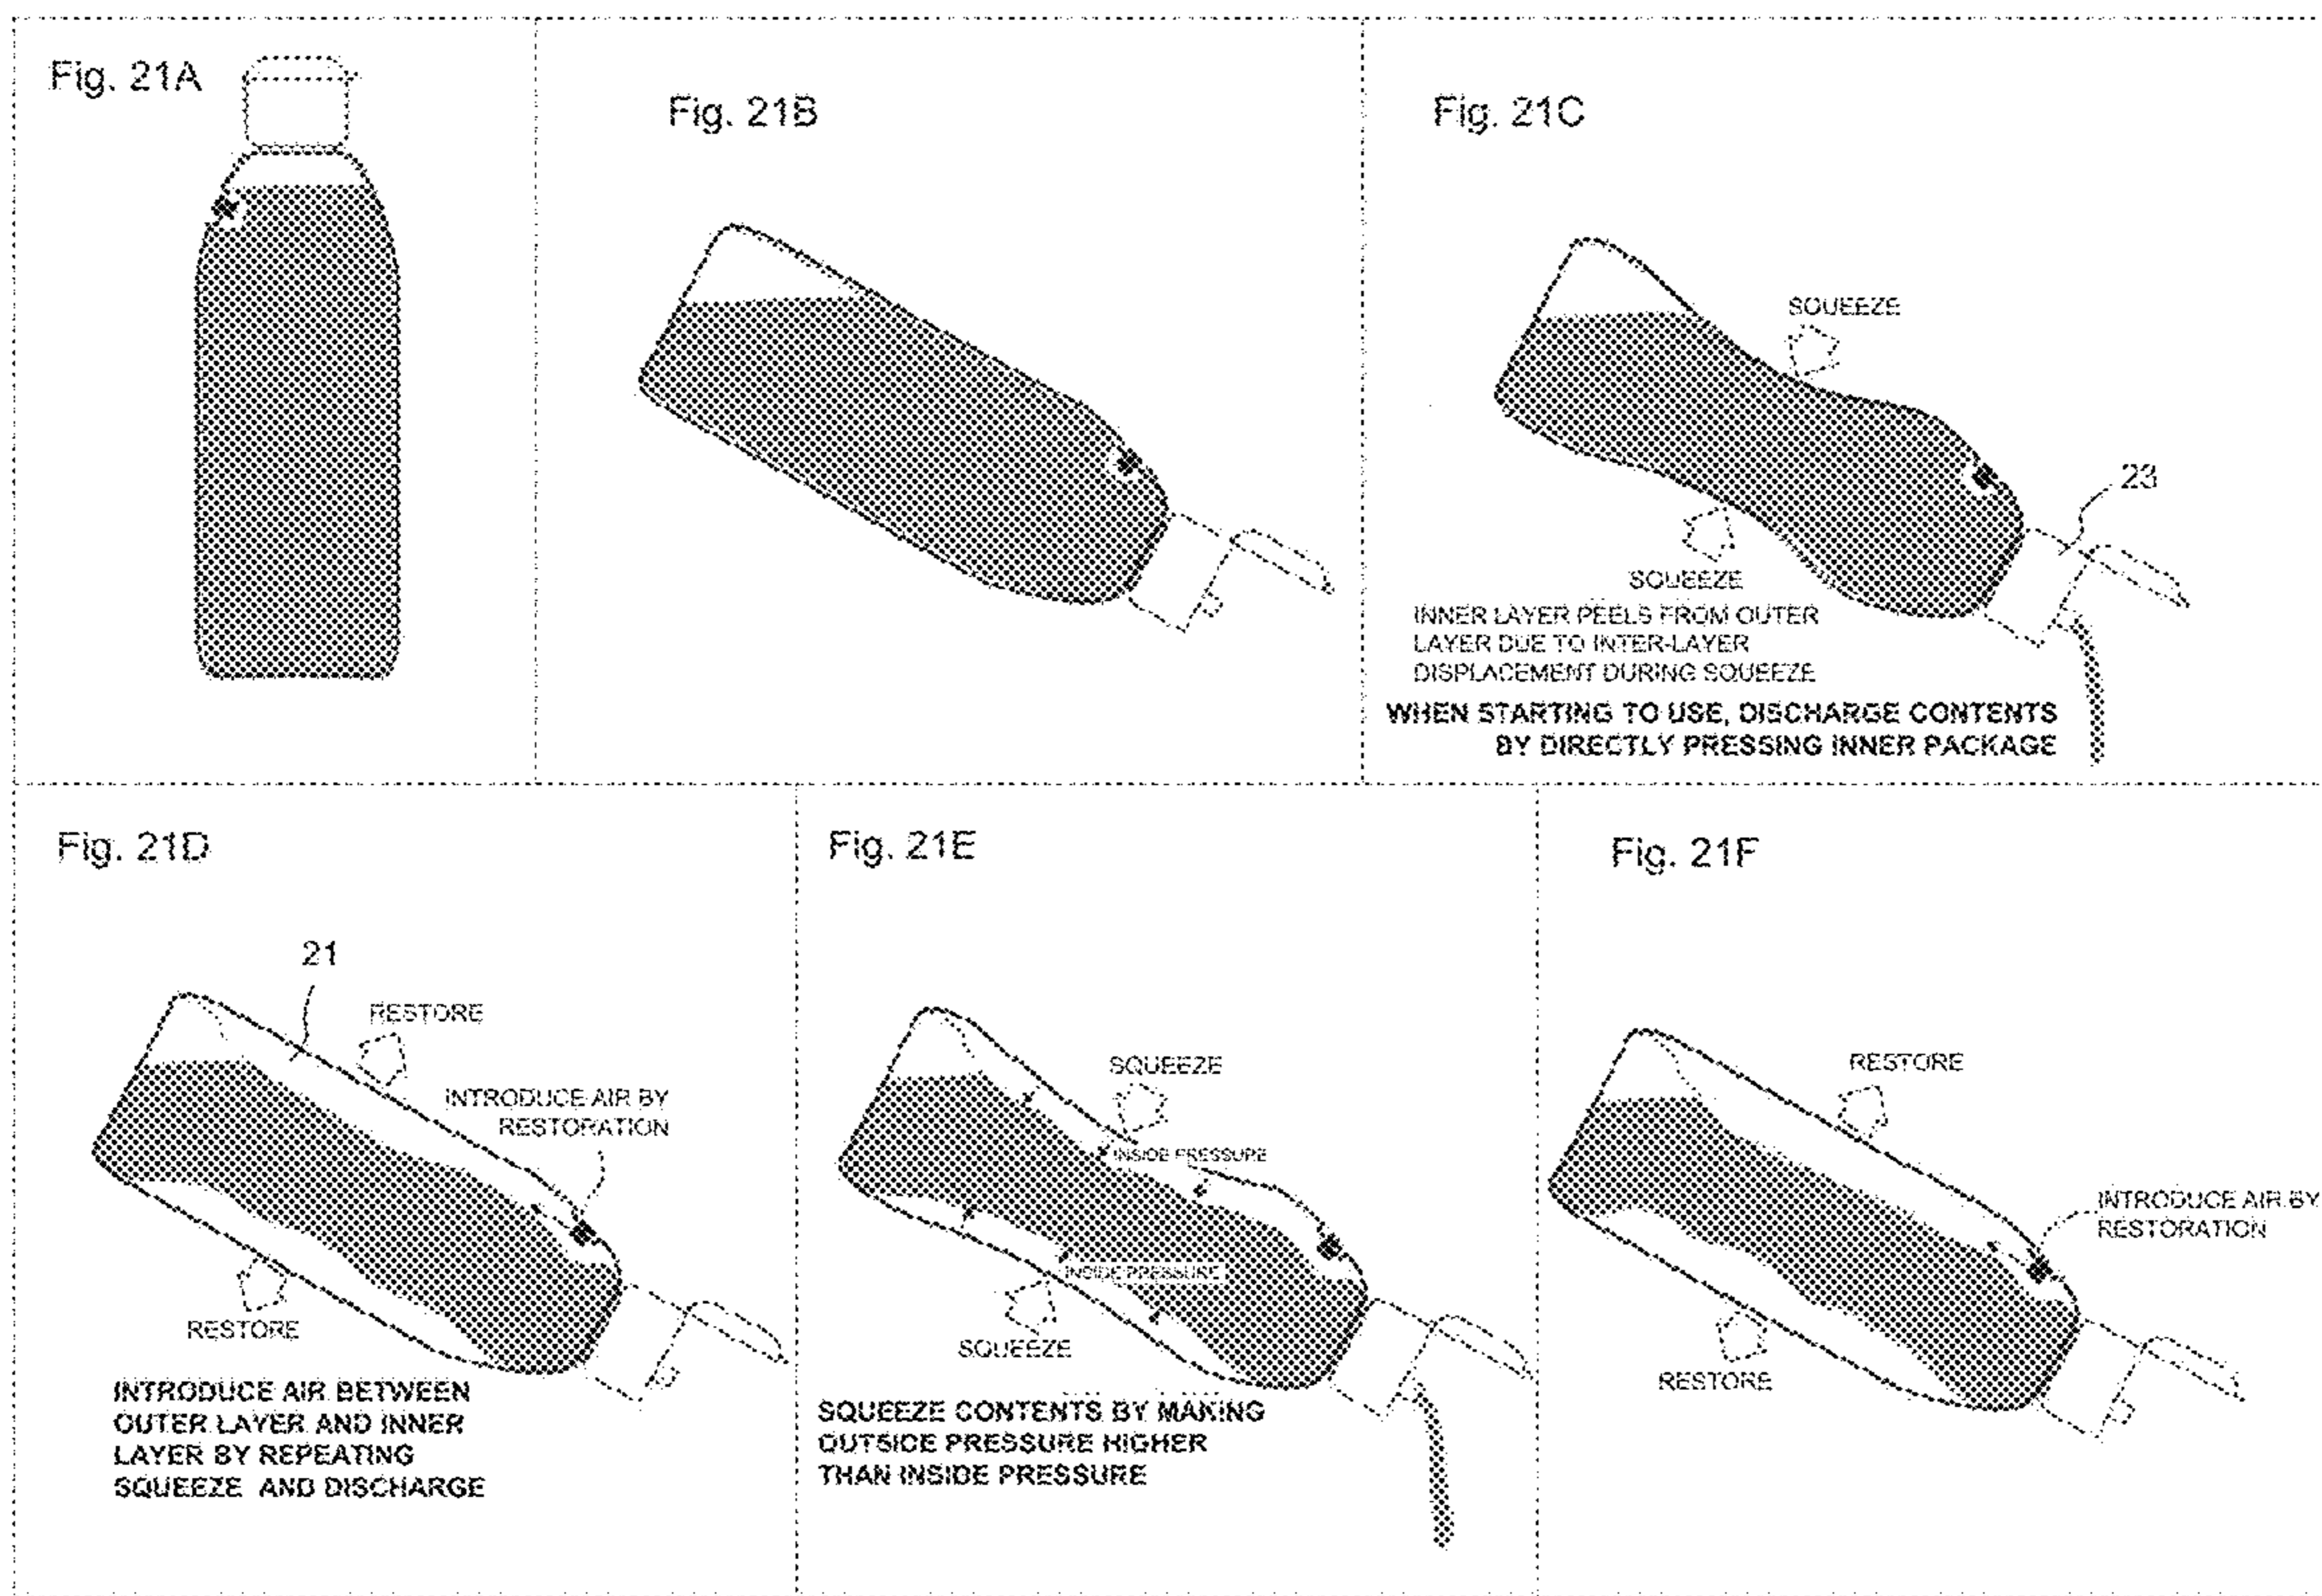 Fig. 21A
Fig. 21B
Fig. 21C
SQUEEZE
23
SQUEEZE
INNER LAYER PEELS FROM OUTER
LAYER DUE TO INTER-LAYER
DISPLACEMENT DURING SQUEEZE
WHEN STARTING TO USE, DISCHARGE CONTENTS
BY DIRECTLY PRESSING INNER PACKAGE
Fig. 21D
21
RESTORE
INTRODUCE AIR BY
RESTORATION
RESTORE
INTRODUCE AIR BETWEEN
OUTER LAYER AND INNER
LAYER BY REPEATING
SQUEEZE AND DISCHARGE
Fig. 21E
SQUEEZE
INSIDE PRESSURE
INSIDE PRESSURE
SQUEEZE
SQUEEZE CONTENTS BY MAKING
OUTSIDE PRESSURE HIGHER
THAN INSIDE PRESSURE
Fig. 21F
RESTORE
INTRODUCE AIR BY
RESTORATION
RESTORE